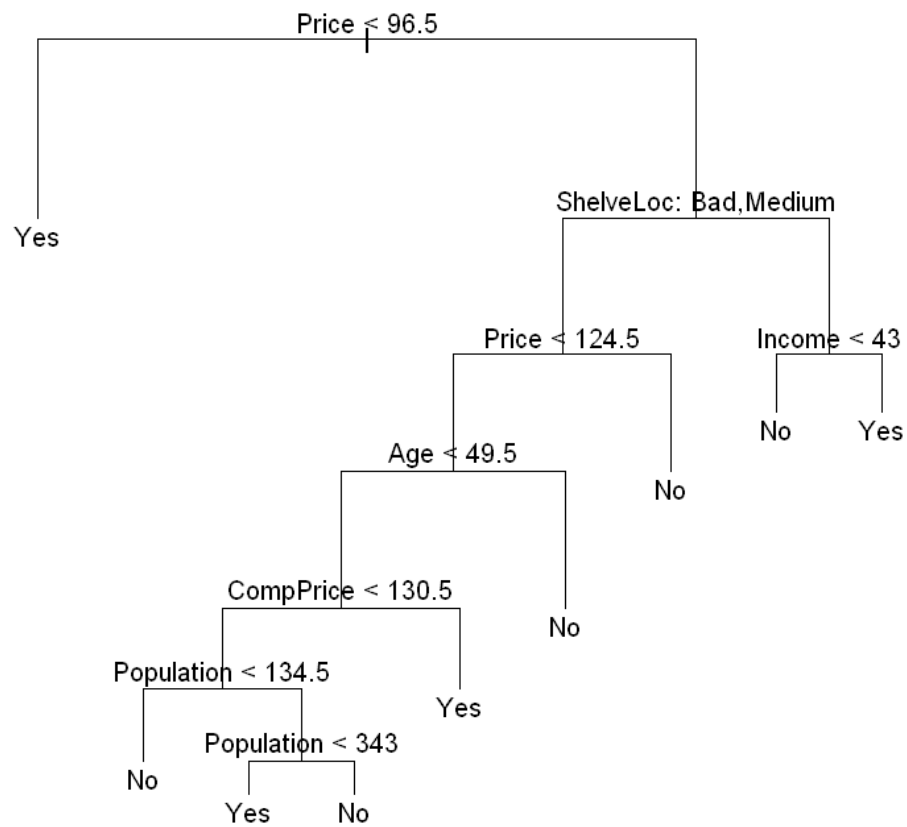 Price < 96.5
ShelveLoc: Bad,Medium
Yes
Price < 124.5
Income < 43
No
Yes
Age < 49.5
No
CompPrice < 130.5
No
Population < 134.5
Yes
Population < 343
No
Yes
No